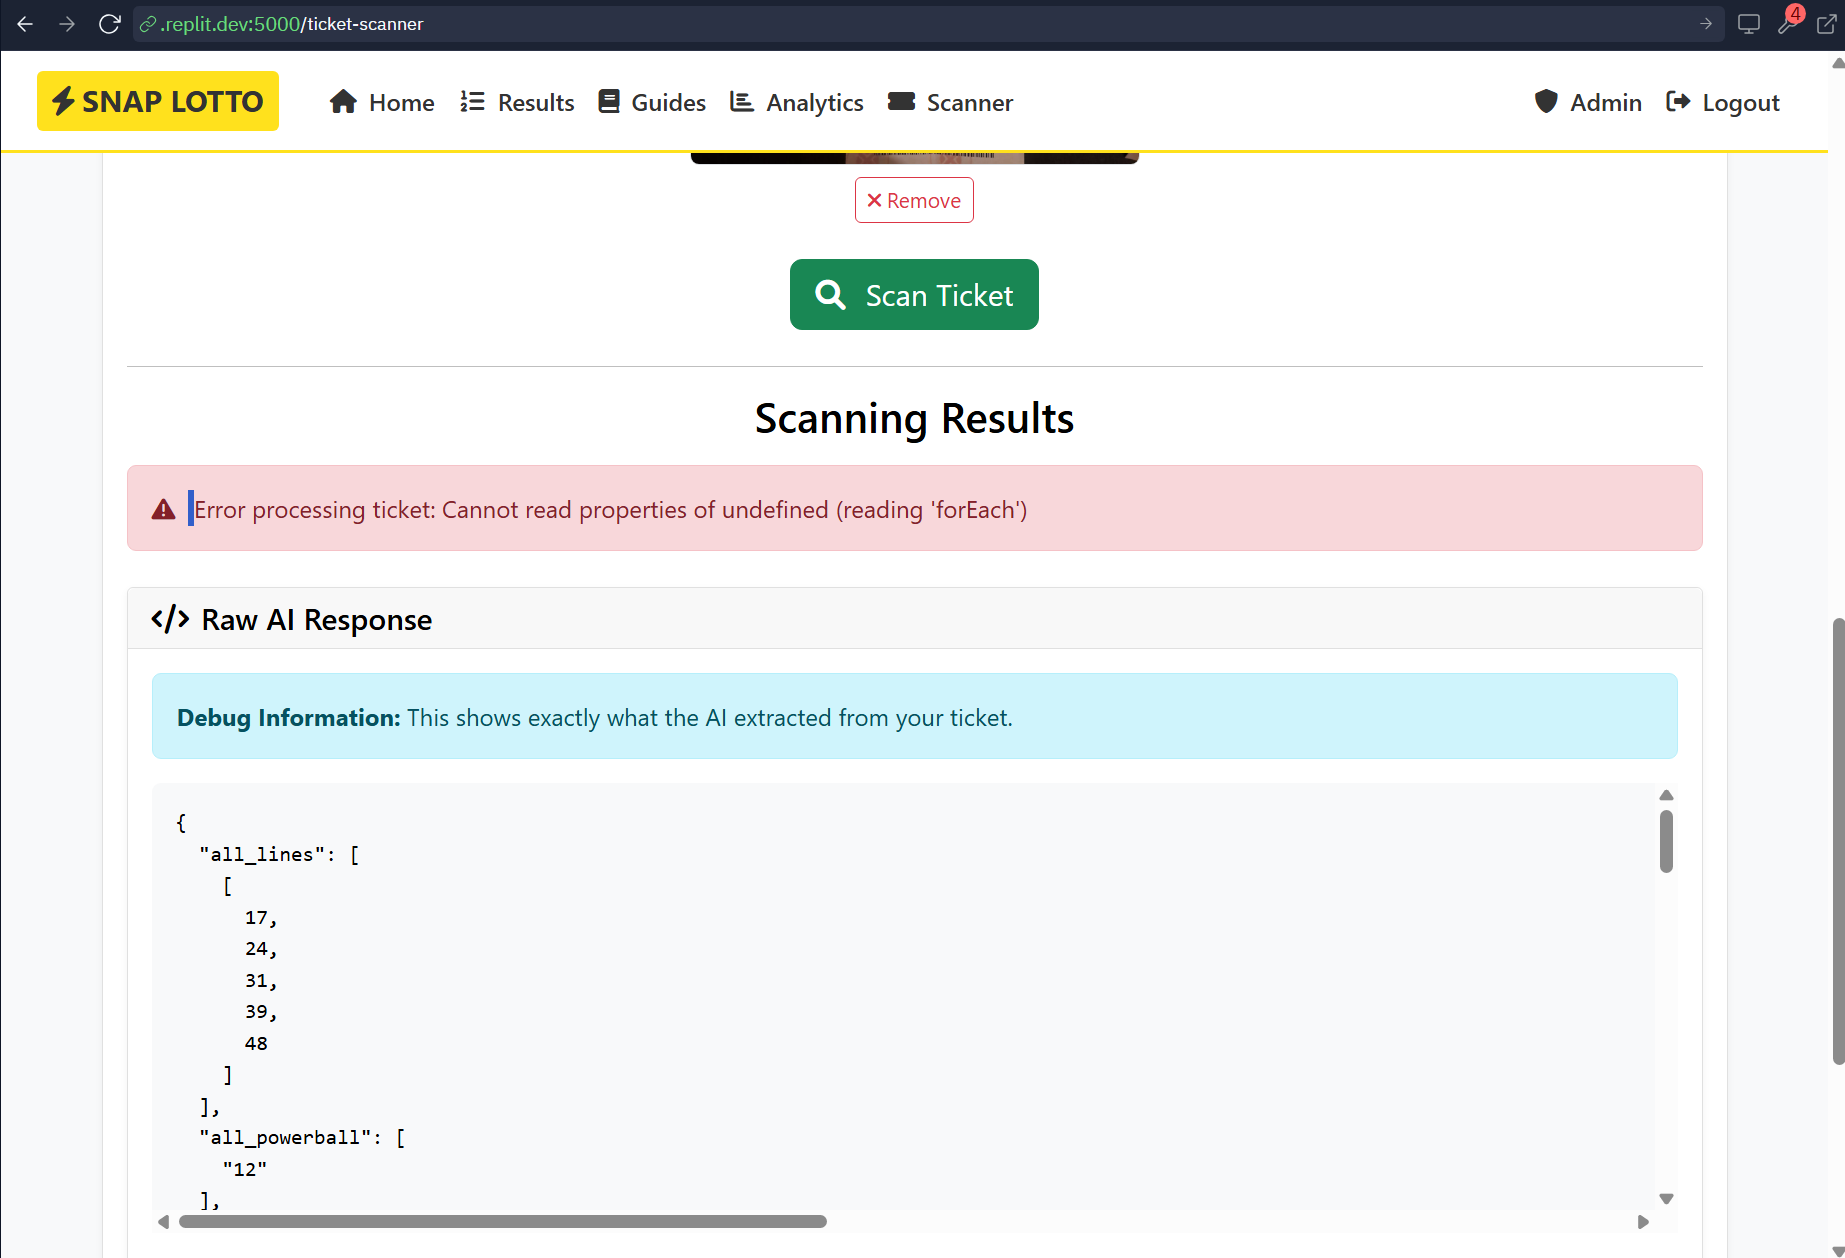 .replit.dev:5000/ticket-scanner
4
SNAP LOTTO
Home
Results
Guides
Analytics
Scanner
Admin
Logout
Remove
Scan Ticket
Scanning Results
Error processing ticket: Cannot read properties of undefined (reading 'forEach')
</> Raw AI Response
Debug Information: This shows exactly what the AI extracted from your ticket.
{
"all_lines": [
[
17,
24,
31,
39,
48
]
],
"all_powerball": [
"12"
],